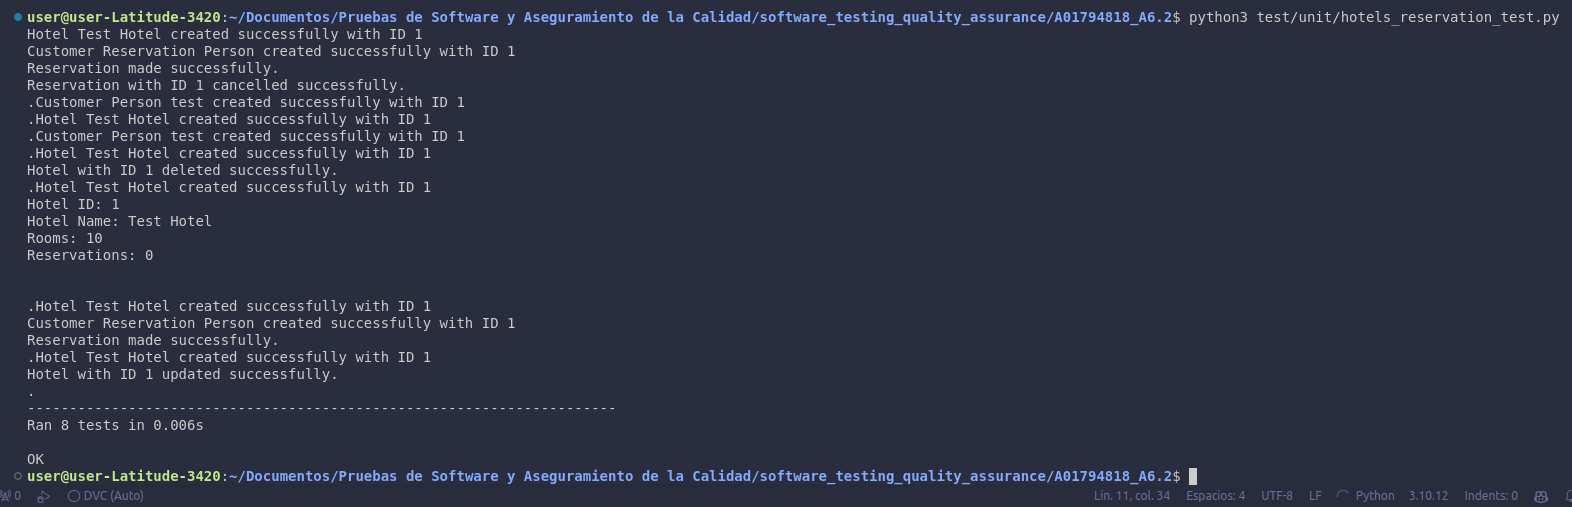 user@user-Latitude-3420:~/Documentos/Pruebas de Software y Aseguramiento de la Calidad/software_testing_quality_assurance/A01794818_A6.2$ python3 test/unit/hotels_reservation_test.py
Hotel Test Hotel created successfully with ID 1
Customer Reservation Person created successfully with ID 1
Reservation made successfully.
Reservation with ID 1 cancelled successfully.
.Customer Person test created successfully with ID 1
.Hotel Test Hotel created successfully with ID 1
.Customer Person test created successfully with ID 1
.Hotel Test Hotel created successfully with ID 1
Hotel with ID 1 deleted successfully.
.Hotel Test Hotel created successfully with ID 1
Hotel ID: 1
Hotel Name: Test Hotel
Rooms: 10
Reservations: 0
.Hotel Test Hotel created successfully with ID 1
Customer Reservation Person created successfully with ID 1
Reservation made successfully.
.Hotel Test Hotel created successfully with ID 1
Hotel with ID 1 updated successfully.
.
----------------------------------------------------------------------
Ran 8 tests in 0.006s
OK
user@user-Latitude-3420:~/Documentos/Pruebas de Software y Aseguramiento de la Calidad/software_testing_quality_assurance/A01794818_A6.2$
0 DVC (Auto) Lín. 11, col. 34 Espacios: 4 UTF-8 LF Python 3.10.12 Indents: 0